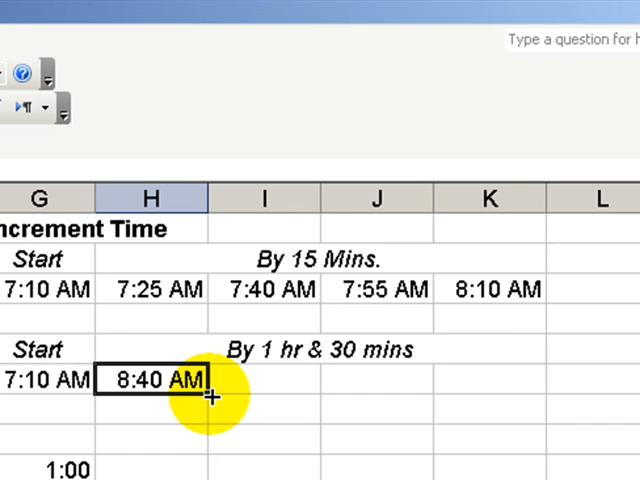 Type a question for h
G H I J K L
ncrement Time
Start By 15 Mins.
7:10 AM 7:25 AM 7:40 AM 7:55 AM 8:10 AM
Start By 1 hr & 30 mins
7:10 AM 8:40 AM
1:00